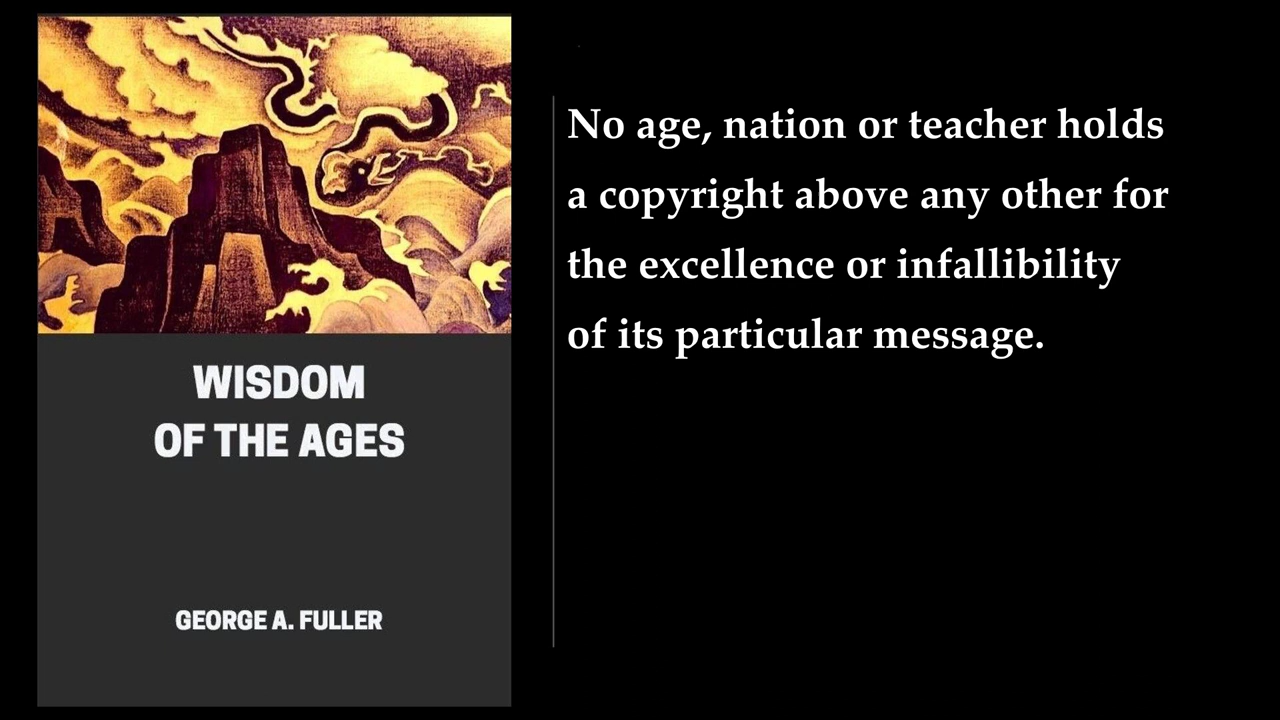 WISDOM
OF THE AGES
GEORGE A. FULLER
No age, nation or teacher holds
a copyright above any other for
the excellence or infallibility
of its particular message.